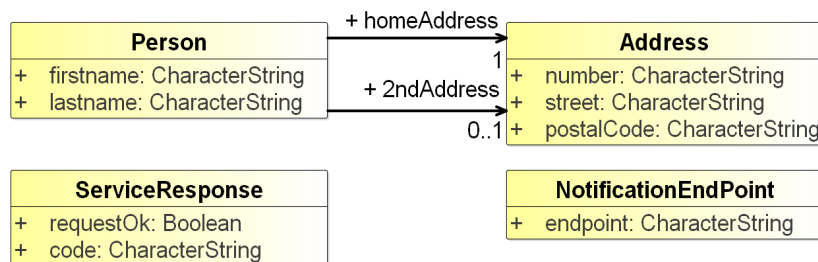 Person
+ firstname: CharacterString
+ lastname: CharacterString
+ homeAddress
1
+ 2ndAddress
0..1
Address
+ number: CharacterString
+ street: CharacterString
+ postalCode: CharacterString
ServiceResponse
+ requestOk: Boolean
+ code: CharacterString
NotificationEndPoint
+ endpoint: CharacterString